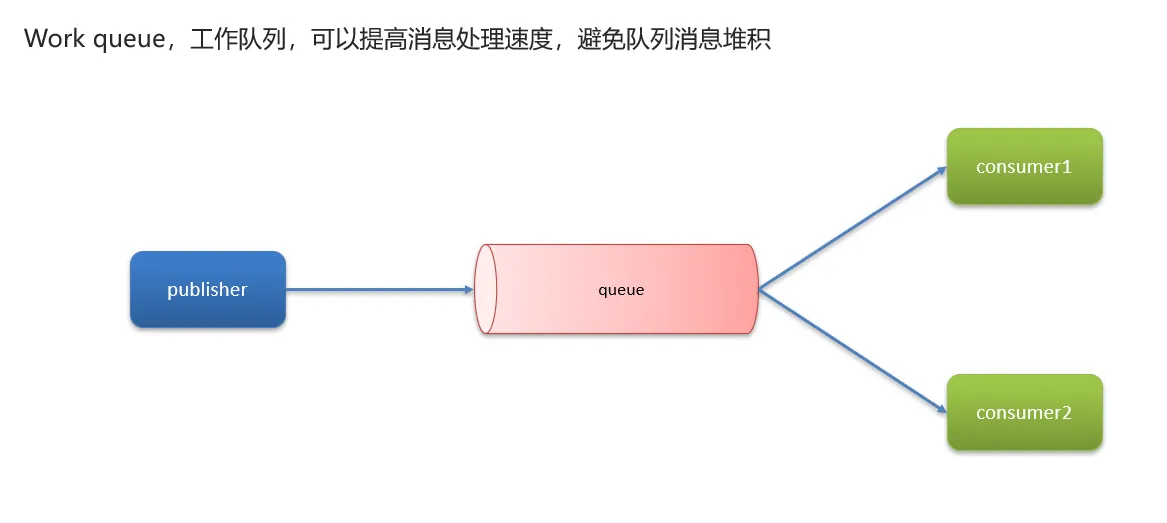 Work queue，工作队列，可以提高消息处理速度，避免队列消息堆积
consumer1
publisher
queue
consumer2